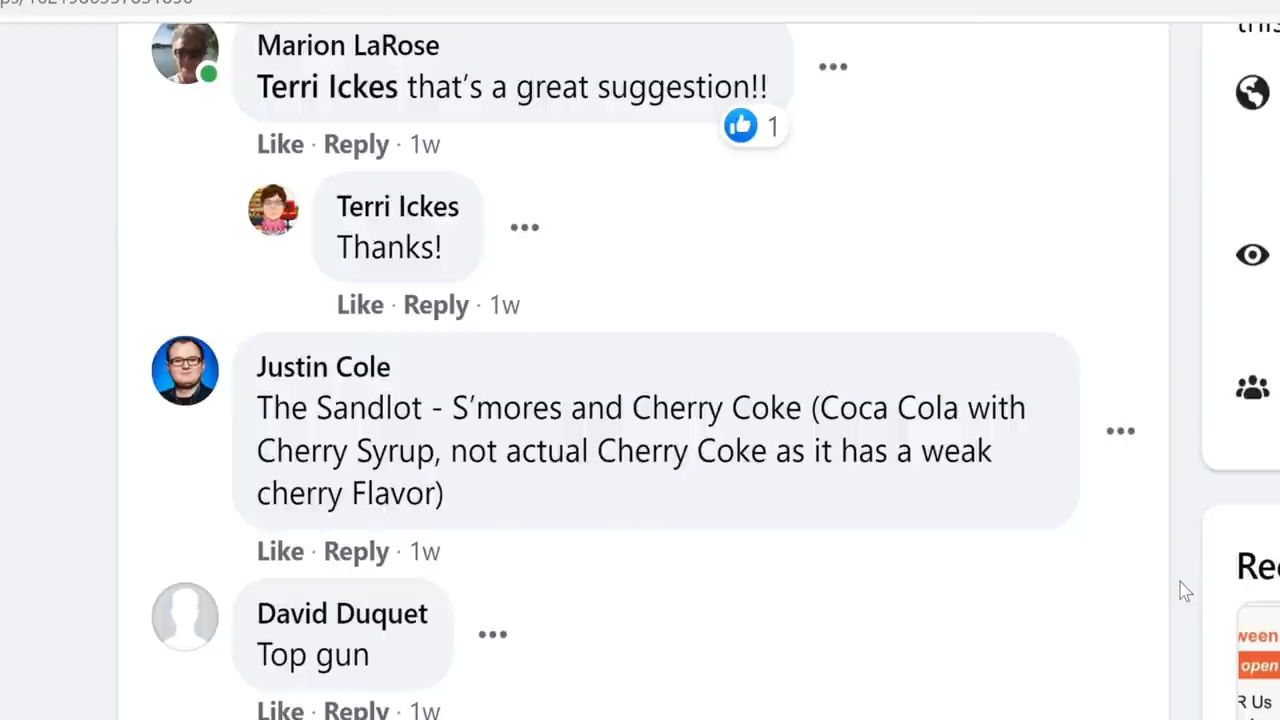 Marion LaRose
Terri Ickes that's a great suggestion!!
1
Like · Reply · 1w
Terri Ickes
Thanks!
Like · Reply · 1w
Justin Cole
The Sandlot - S'mores and Cherry Coke (Coca Cola with
Cherry Syrup, not actual Cherry Coke as it has a weak
cherry Flavor)
Like · Reply · 1w
David Duquet
Top gun
Like · Reply · 1w
open
R Us